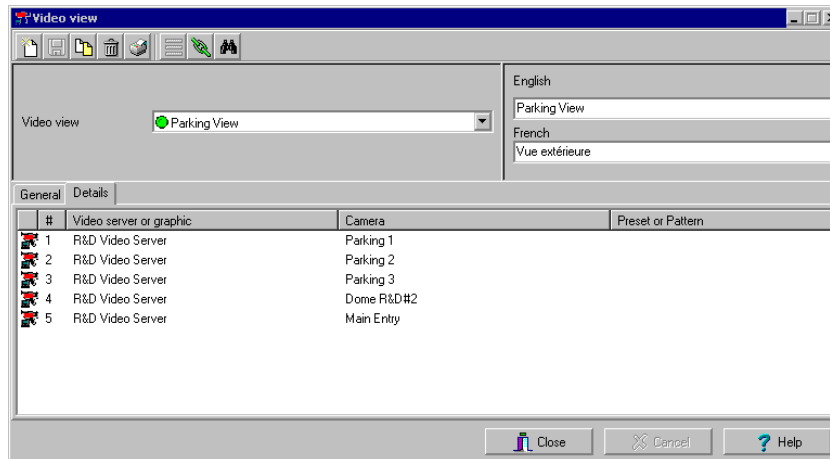 Video view
English
Parking View
Video view Parking View
French
Vue extérieure
General Details
# Video server or graphic Camera Preset or Pattern
1 R&D Video Server Parking 1
2 R&D Video Server Parking 2
3 R&D Video Server Parking 3
4 R&D Video Server Dome R&D#2
5 R&D Video Server Main Entry
Close Cancel Help